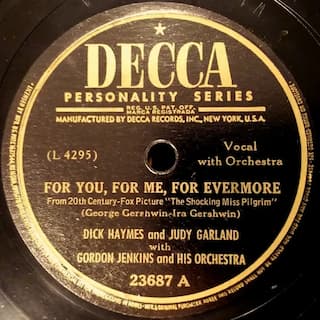 DECCA
PERSONALITY SERIES
REG. U.S. PAT. OFF.
MARCA REGISTRADA
MANUFACTURED BY DECCA RECORDS, INC., NEW YORK, U.S.A.
(L 4295)
Vocal
with Orchestra
FOR YOU, FOR ME, FOR EVERMORE
From 20th Century-Fox Picture "The Shocking Miss Pilgrim"
(George Gershwin-Ira Gershwin)
DICK HAYMES and JUDY GARLAND
with
GORDON JENKINS and HIS ORCHESTRA
23687 A